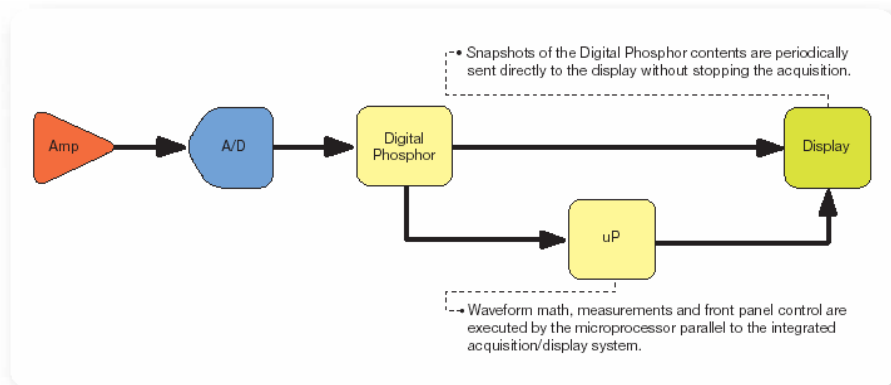 • Snapshots of the Digital Phosphor contents are periodically
sent directly to the display without stopping the acquisition.
Amp
A/D
Digital
Phosphor
Display
uP
• Waveform math, measurements and front panel control are
executed by the microprocessor parallel to the integrated
acquisition/display system.